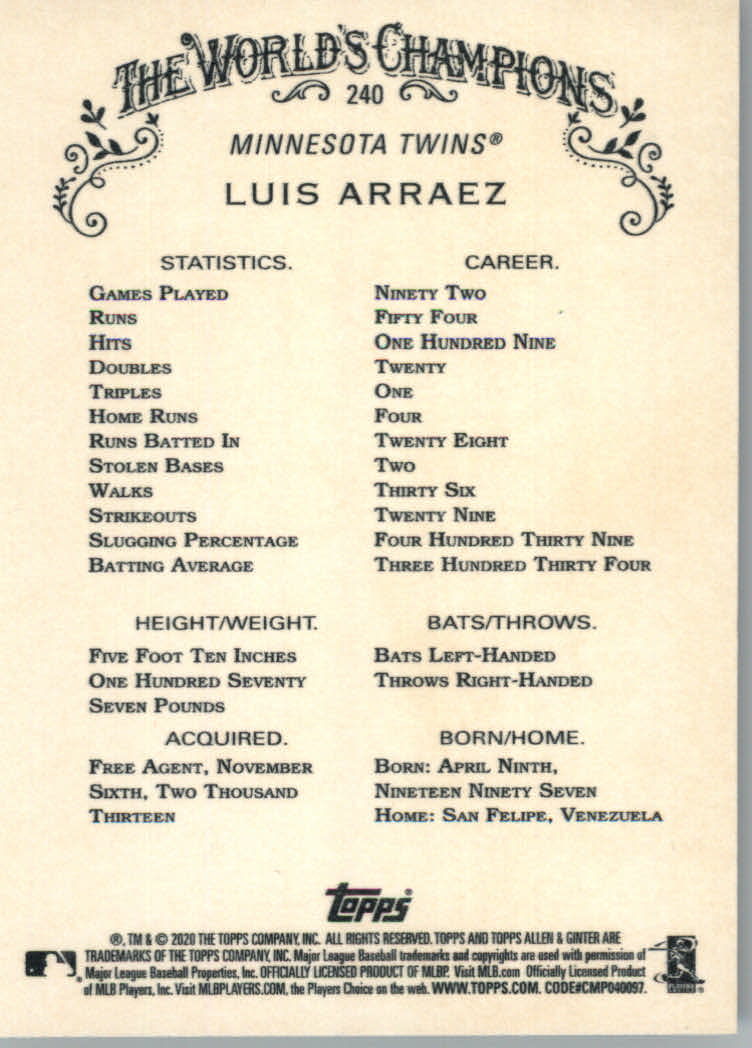 THE WORLD'S CHAMPIONS
240
MINNESOTA TWINS®
LUIS ARRAEZ
STATISTICS. CAREER.
GAMES PLAYED NINETY TWO
RUNS FIFTY FOUR
HITS ONE HUNDRED NINE
DOUBLES TWENTY
TRIPLES ONE
HOME RUNS FOUR
RUNS BATTED IN TWENTY EIGHT
STOLEN BASES TWO
WALKS THIRTY SIX
STRIKEOUTS TWENTY NINE
SLUGGING PERCENTAGE FOUR HUNDRED THIRTY NINE
BATTING AVERAGE THREE HUNDRED THIRTY FOUR
HEIGHT/WEIGHT. BATS/THROWS.
FIVE FOOT TEN INCHES BATS LEFT-HANDED
ONE HUNDRED SEVENTY THROWS RIGHT-HANDED
SEVEN POUNDS
ACQUIRED. BORN/HOME.
FREE AGENT, NOVEMBER BORN: APRIL NINTH,
SIXTH, TWO THOUSAND NINETEEN NINETY SEVEN
THIRTEEN HOME: SAN FELIPE, VENEZUELA
Topps®
®, TM & © 2020 THE TOPPS COMPANY, INC. ALL RIGHTS RESERVED. TOPPS AND TOPPS ALLEN & GINTER ARE
TRADEMARKS OF THE TOPPS COMPANY, INC. Major League Baseball trademarks and copyrights are used with permission of
Major League Baseball Properties, Inc. OFFICIALLY LICENSED PRODUCT OF MLBP. Visit MLB.com Officially Licensed Product
of MLB Players, Inc. Visit MLBPLAYERS.COM, the Players Choice on the web. WWW.TOPPS.COM. CODE#CMP040097.